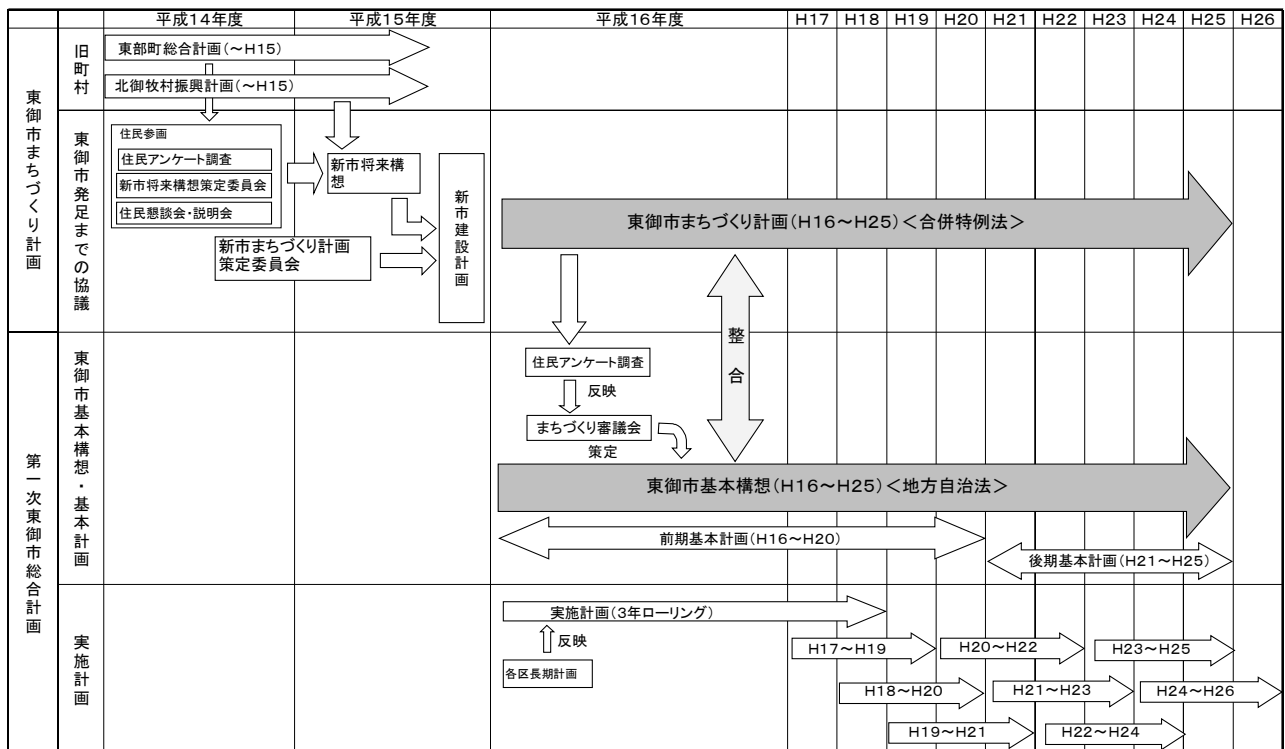 平成14年度 平成15年度 平成16年度 H17 H18 H19 H20 H21 H22 H23 H24 H25 H26
東御市まちづくり計画
旧町村
東部町総合計画(～H15)
北御牧村振興計画(～H15)
東御市発足までの協議
住民参画
住民アンケート調査
新市将来構想策定委員会
住民懇談会・説明会
新市将来構
想
新市まちづくり計画
策定委員会
新市建設計画
東御市まちづくり計画(H16～H25)＜合併特例法＞
整合
第一次東御市総合計画
東御市基本構想・基本計画
住民アンケート調査
反映
まちづくり審議会
策定
東御市基本構想(H16～H25)＜地方自治法＞
前期基本計画(H16～H20)
後期基本計画(H21～H25)
実施計画
実施計画(3年ローリング)
反映
各区長期計画
H17～H19
H20～H22
H23～H25
H18～H20
H21～H23
H24～H26
H19～H21
H22～H24